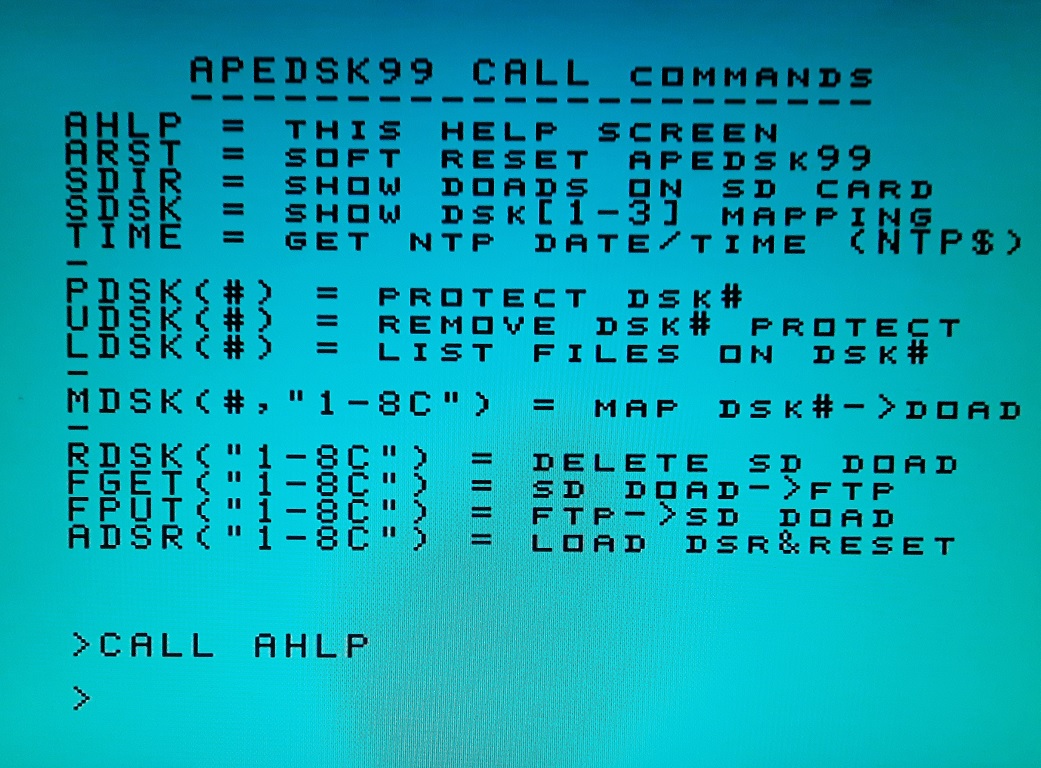 APEDSK99 CALL COMMANDS
----------------------
AHLP = THIS HELP SCREEN
ARST = SOFT RESET APEDSK99
SDIR = SHOW DOADS ON SD CARD
SDSK = SHOW DSK[1-3] MAPPING
TIME = GET NTP DATE/TIME (NTP$)
-
PDSK(#) = PROTECT DSK#
UDSK(#) = REMOVE DSK# PROTECT
LDSK(#) = LIST FILES ON DSK#
-
MDSK(#,"1-8C") = MAP DSK#->DOAD
-
RDSK("1-8C") = DELETE SD DOAD
FGET("1-8C") = SD DOAD->FTP
FPUT("1-8C") = FTP->SD DOAD
ADSR("1-8C") = LOAD DSR&RESET
>CALL AHLP
>